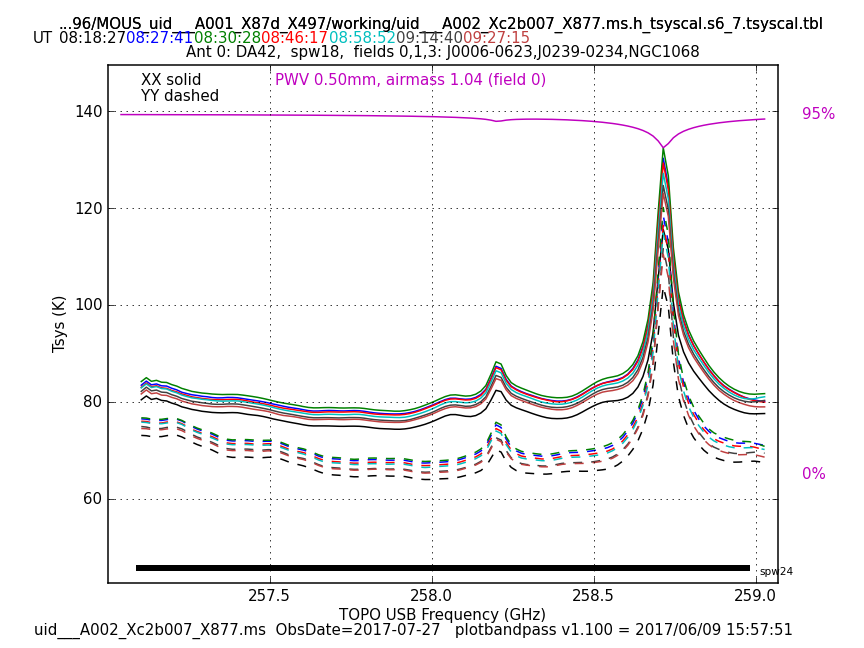 ...96/MOUS_uid___A001_X87d_X497/working/uid___A002_Xc2b007_X877.ms.h_tsyscal.s6_7.tsyscal.tbl
UT 08:18:27 08:27:41 08:30:28 08:46:17 08:58:52 09:14:40 09:27:15
Ant 0: DA42,  spw18,  fields 0,1,3: J0006-0623,J0239-0234,NGC1068
XX solid
PWV 0.50mm, airmass 1.04 (field 0)
YY dashed
140
95%
120
100
Tsys (K)
80
0%
60
spw24
257.5
258.0
258.5
259.0
TOPO USB Frequency (GHz)
uid___A002_Xc2b007_X877.ms  ObsDate=2017-07-27   plotbandpass v1.100 = 2017/06/09 15:57:51